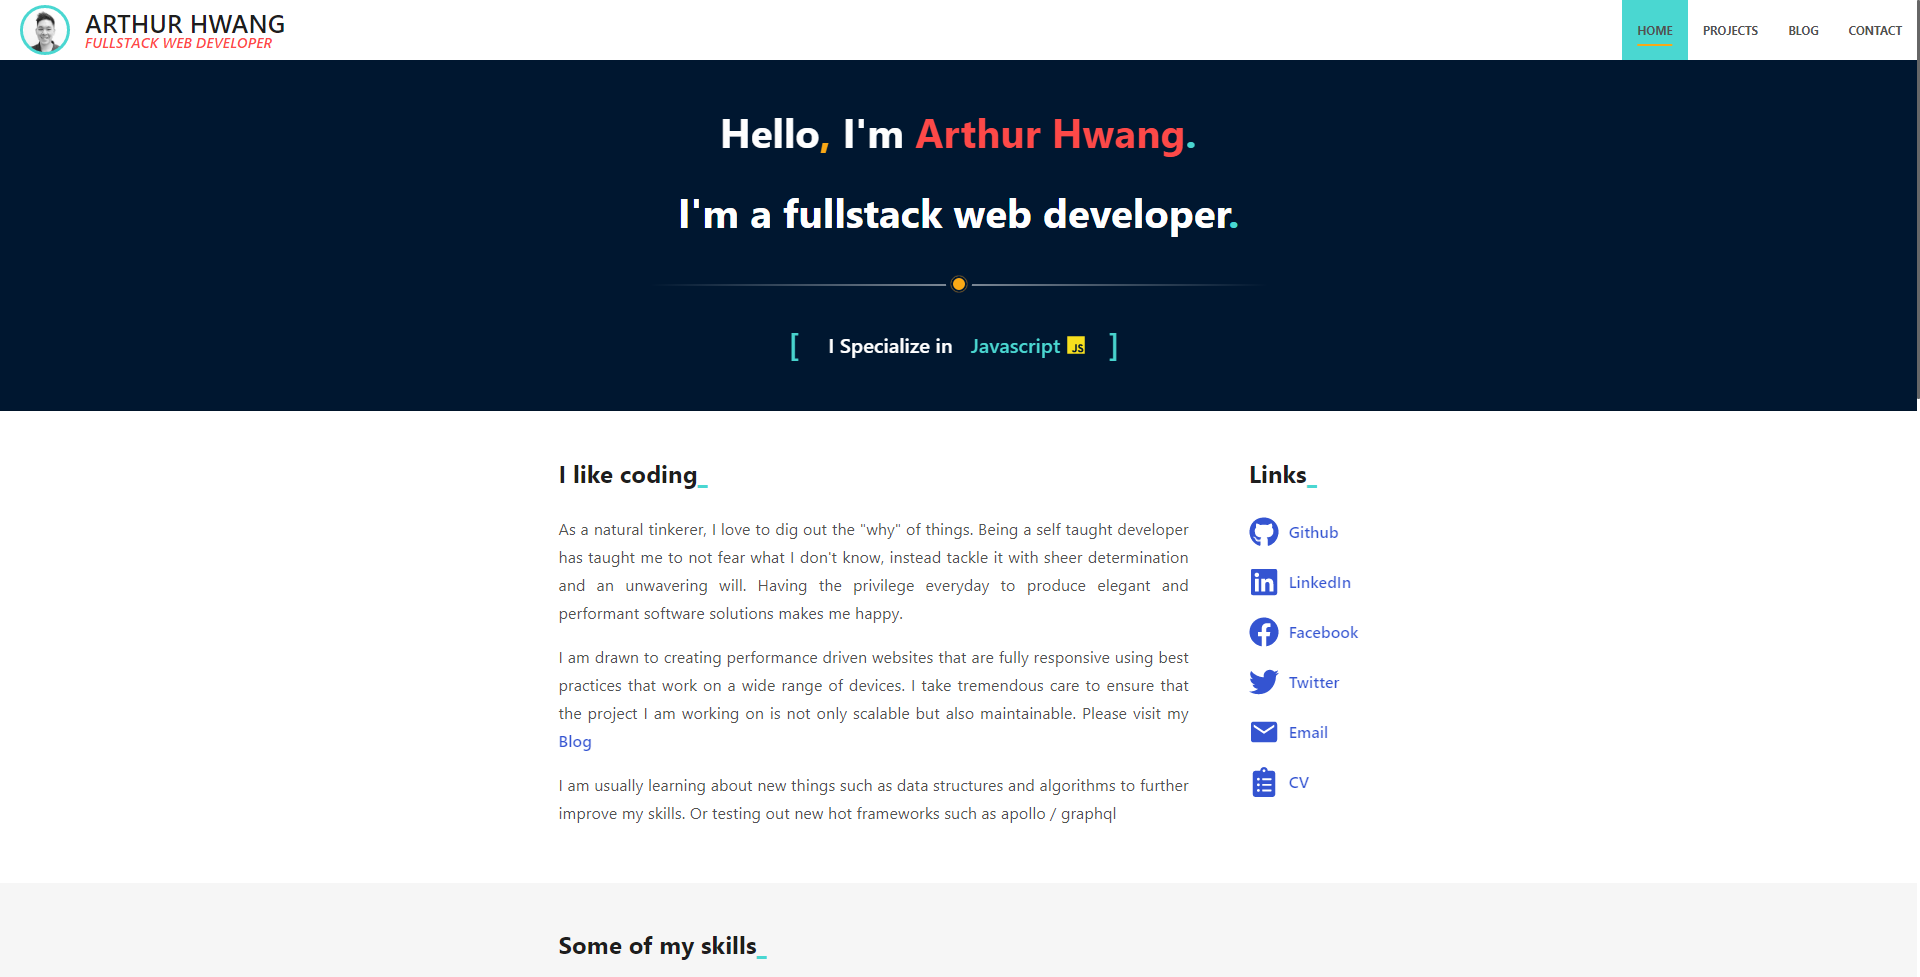 ARTHUR HWANG
FULLSTACK WEB DEVELOPER
HOME PROJECTS BLOG CONTACT
Hello, I'm Arthur Hwang.
I'm a fullstack web developer.
[ I Specialize in Javascript JS ]
I like coding_
As a natural tinkerer, I love to dig out the "why" of things. Being a self taught developer
has taught me to not fear what I don't know, instead tackle it with sheer determination
and an unwavering will. Having the privilege everyday to produce elegant and
performant software solutions makes me happy.
I am drawn to creating performance driven websites that are fully responsive using best
practices that work on a wide range of devices. I take tremendous care to ensure that
the project I am working on is not only scalable but also maintainable. Please visit my
Blog
I am usually learning about new things such as data structures and algorithms to further
improve my skills. Or testing out new hot frameworks such as apollo / graphql
Links_
Github
LinkedIn
Facebook
Twitter
Email
CV
Some of my skills_